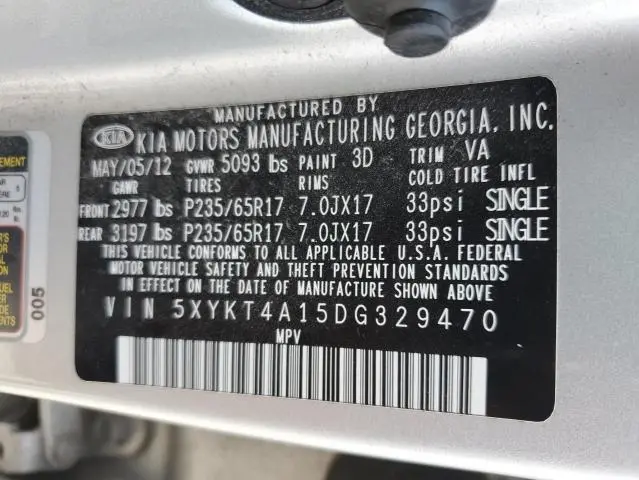 MANUFACTURED BY
KIA KIA MOTORS MANUFACTURING GEORGIA, INC.
MAY/05/12 GVWR 5093 lbs PAINT 3D TRIM VA
GAWR TIRES RIMS COLD TIRE INFL
FRONT 2977 lbs P235/65R17 7.0JX17 33psi SINGLE
REAR 3197 lbs P235/65R17 7.0JX17 33psi SINGLE
THIS VEHICLE CONFORMS TO ALL APPLICABLE U.S.A. FEDERAL
MOTOR VEHICLE SAFETY AND THEFT PREVENTION STANDARDS
IN EFFECT ON THE DATE OF MANUFACTURE SHOWN ABOVE.
VIN 5XYKT4A15DG329470
MPV
005